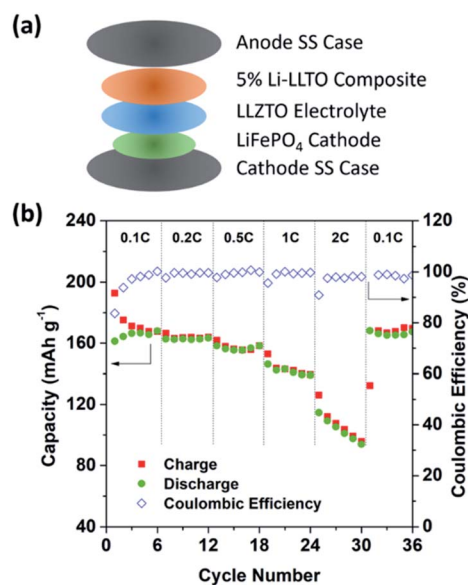 (a)
Anode SS Case
5% Li-LLTO Composite
LLZTO Electrolyte
LiFePO₄ Cathode
Cathode SS Case
(b)
240
200
160
120
80
40
Capacity (mAh g⁻¹)
0.1C 0.2C 0.5C 1C 2C 0.1C
Charge
Discharge
Coulombic Efficiency
120
100
80
60
40
20
0
Coulombic Efficiency (%)
0 6 12 18 24 30 36
Cycle Number